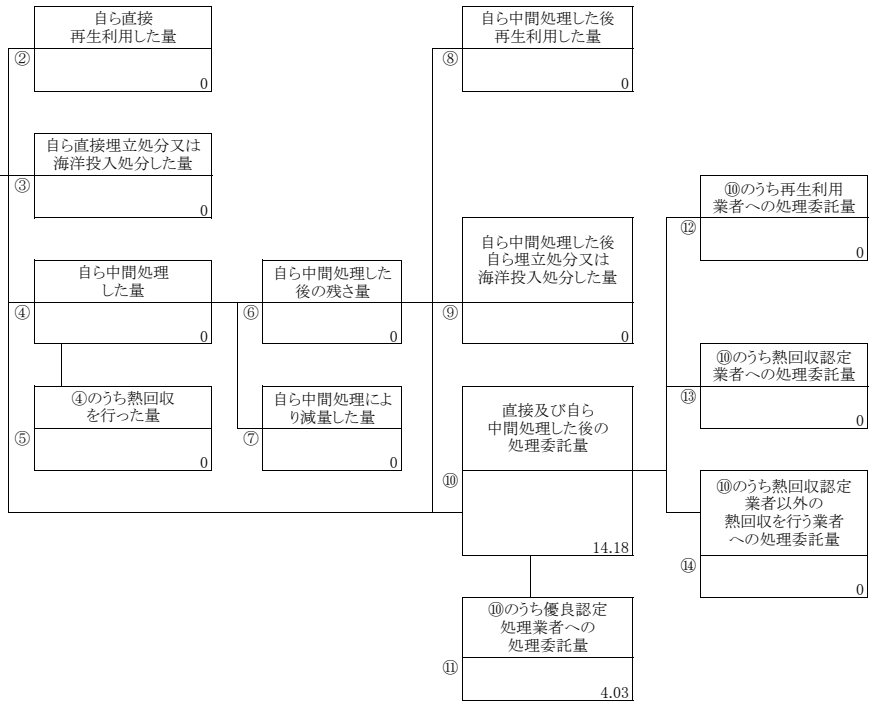 自ら直接
再生利用した量
②
0
自ら直接埋立処分又は
海洋投入処分した量
③
0
自ら中間処理
した量
④
0
④のうち熱回収
を行った量
⑤
0
自ら中間処理した
後の残さ量
⑥
0
自ら中間処理によ
り減量した量
⑦
0
自ら中間処理した後
再生利用した量
⑧
0
自ら中間処理した後
自ら埋立処分又は
海洋投入処分した量
⑨
0
直接及び自ら
中間処理した後の
処理委託量
⑩
14.18
⑩のうち優良認定
処理業者への
処理委託量
⑪
4.03
⑩のうち再生利用
業者への処理委託量
⑫
0
⑩のうち熱回収認定
業者への処理委託量
⑬
0
⑩のうち熱回収認定
業者以外の
熱回収を行う業者
への処理委託量
⑭
0